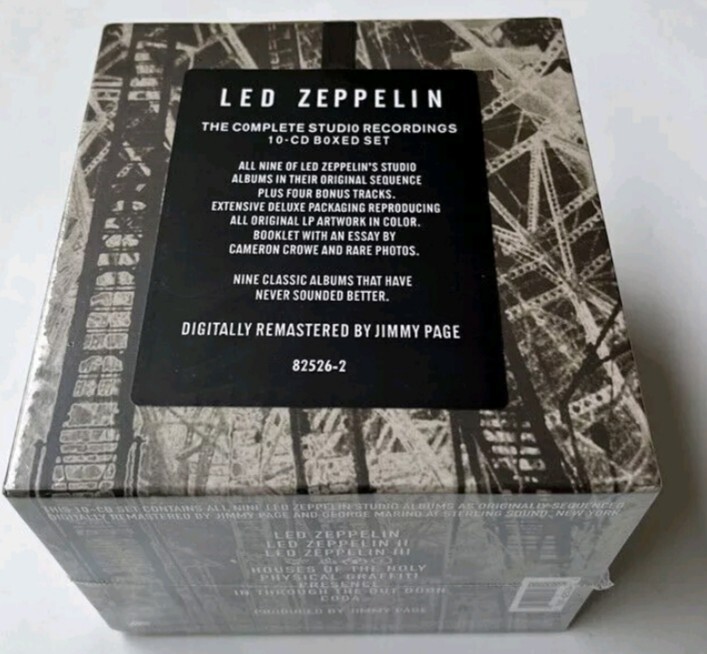 LED ZEPPELIN
THE COMPLETE STUDIO RECORDINGS
10-CD BOXED SET
ALL NINE OF LED ZEPPELIN'S STUDIO
ALBUMS IN THEIR ORIGINAL SEQUENCE
PLUS FOUR BONUS TRACKS.
EXTENSIVE DELUXE PACKAGING REPRODUCING
ALL ORIGINAL LP ARTWORK IN COLOR.
BOOKLET WITH AN ESSAY BY
CAMERON CROWE AND RARE PHOTOS.
NINE CLASSIC ALBUMS THAT HAVE
NEVER SOUNDED BETTER.
DIGITALLY REMASTERED BY JIMMY PAGE
82526-2
THIS 10-CD SET CONTAINS ALL NINE LED ZEPPELIN STUDIO ALBUMS AS ORIGINALLY SEQUENCED
DIGITALLY REMASTERED BY JIMMY PAGE AND GEORGE MARINO AT STERLING SOUND, NEW YORK
LED ZEPPELIN
LED ZEPPELIN II
LED ZEPPELIN III
HOUSES OF THE HOLY
PHYSICAL GRAFFITI
PRESENCE
IN THROUGH THE OUT DOOR
CODA
PRODUCED BY JIMMY PAGE